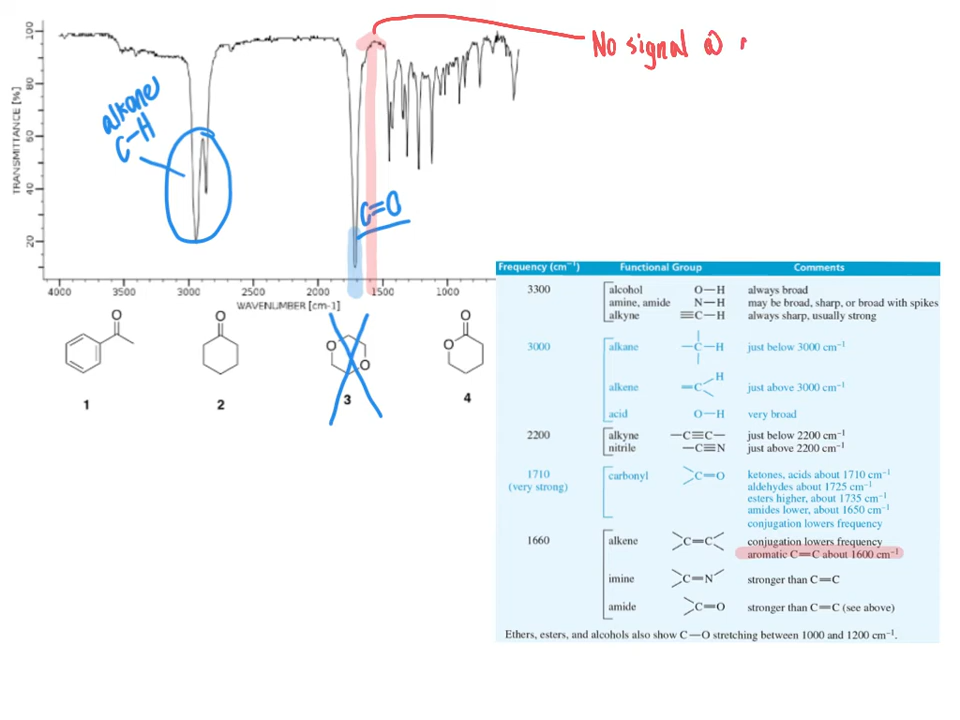 No signal @
TRANSMITTANCE [%]
100
80
60
40
20
alkane
C-H
C=O
4000 3500 3000 2500 2000 1500 1000
WAVENUMBER [cm-1]
O O O O O O
1 2 3 4
Frequency (cm⁻¹) Functional Group Comments
3300 alcohol O—H always broad
amine, amide N—H may be broad, sharp, or broad with spikes
alkyne ≡C—H always sharp, usually strong
3000 alkane —C—H just below 3000 cm⁻¹
alkene =C H just above 3000 cm⁻¹
acid O—H very broad
2200 alkyne —C≡C— just below 2200 cm⁻¹
nitrile —C≡N just above 2200 cm⁻¹
1710 carbonyl C=O ketones, acids about 1710 cm⁻¹
(very strong) aldehydes about 1725 cm⁻¹
esters higher, about 1735 cm⁻¹
amides lower, about 1650 cm⁻¹
conjugation lowers frequency
1660 alkene C=C conjugation lowers frequency
aromatic C=C about 1600 cm⁻¹
imine C=N stronger than C=C
amide C=O stronger than C=C (see above)
Ethers, esters, and alcohols also show C—O stretching between 1000 and 1200 cm⁻¹.